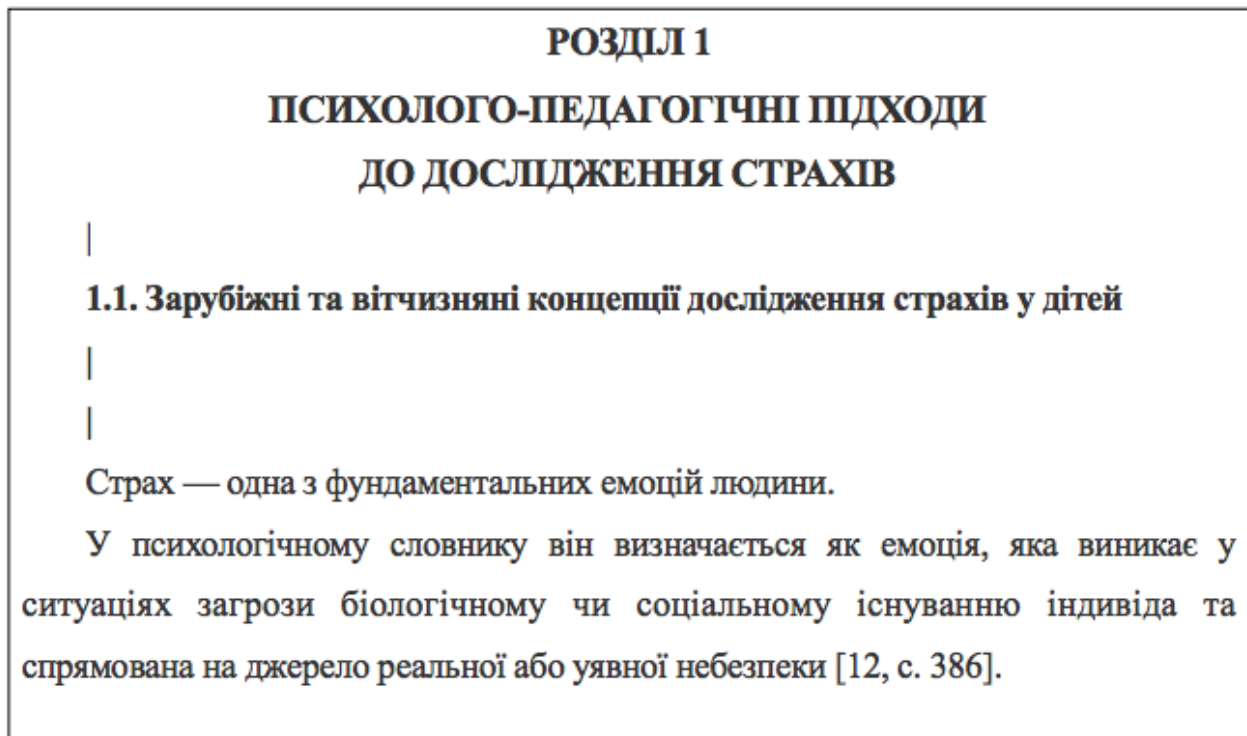 РОЗДІЛ 1
ПСИХОЛОГО-ПЕДАГОГІЧНІ ПІДХОДИ
ДО ДОСЛІДЖЕННЯ СТРАХІВ
|
1.1. Зарубіжні та вітчизняні концепції дослідження страхів у дітей
|
|
Страх — одна з фундаментальних емоцій людини.
У психологічному словнику він визначається як емоція, яка виникає у
ситуаціях загрози біологічному чи соціальному існуванню індивіда та
спрямована на джерело реальної або уявної небезпеки [12, с. 386].